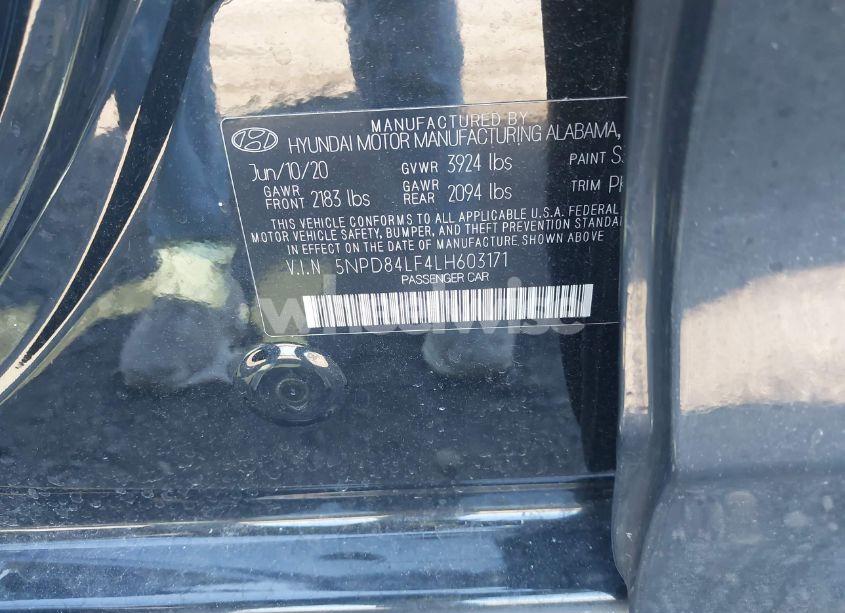 MANUFACTURED BY
HYUNDAI MOTOR MANUFACTURING ALABAMA,
Jun/10/20 GVWR 3924 lbs PAINT S
GAWR FRONT 2183 lbs GAWR REAR 2094 lbs TRIM
THIS VEHICLE CONFORMS TO ALL APPLICABLE U.S.A. FEDERAL
MOTOR VEHICLE SAFETY, BUMPER, AND THEFT PREVENTION STANDA
IN EFFECT ON THE DATE OF MANUFACTURE SHOWN ABOVE
V.I.N 5NPD84LF4LH603171
PASSENGER CAR
wheelwise